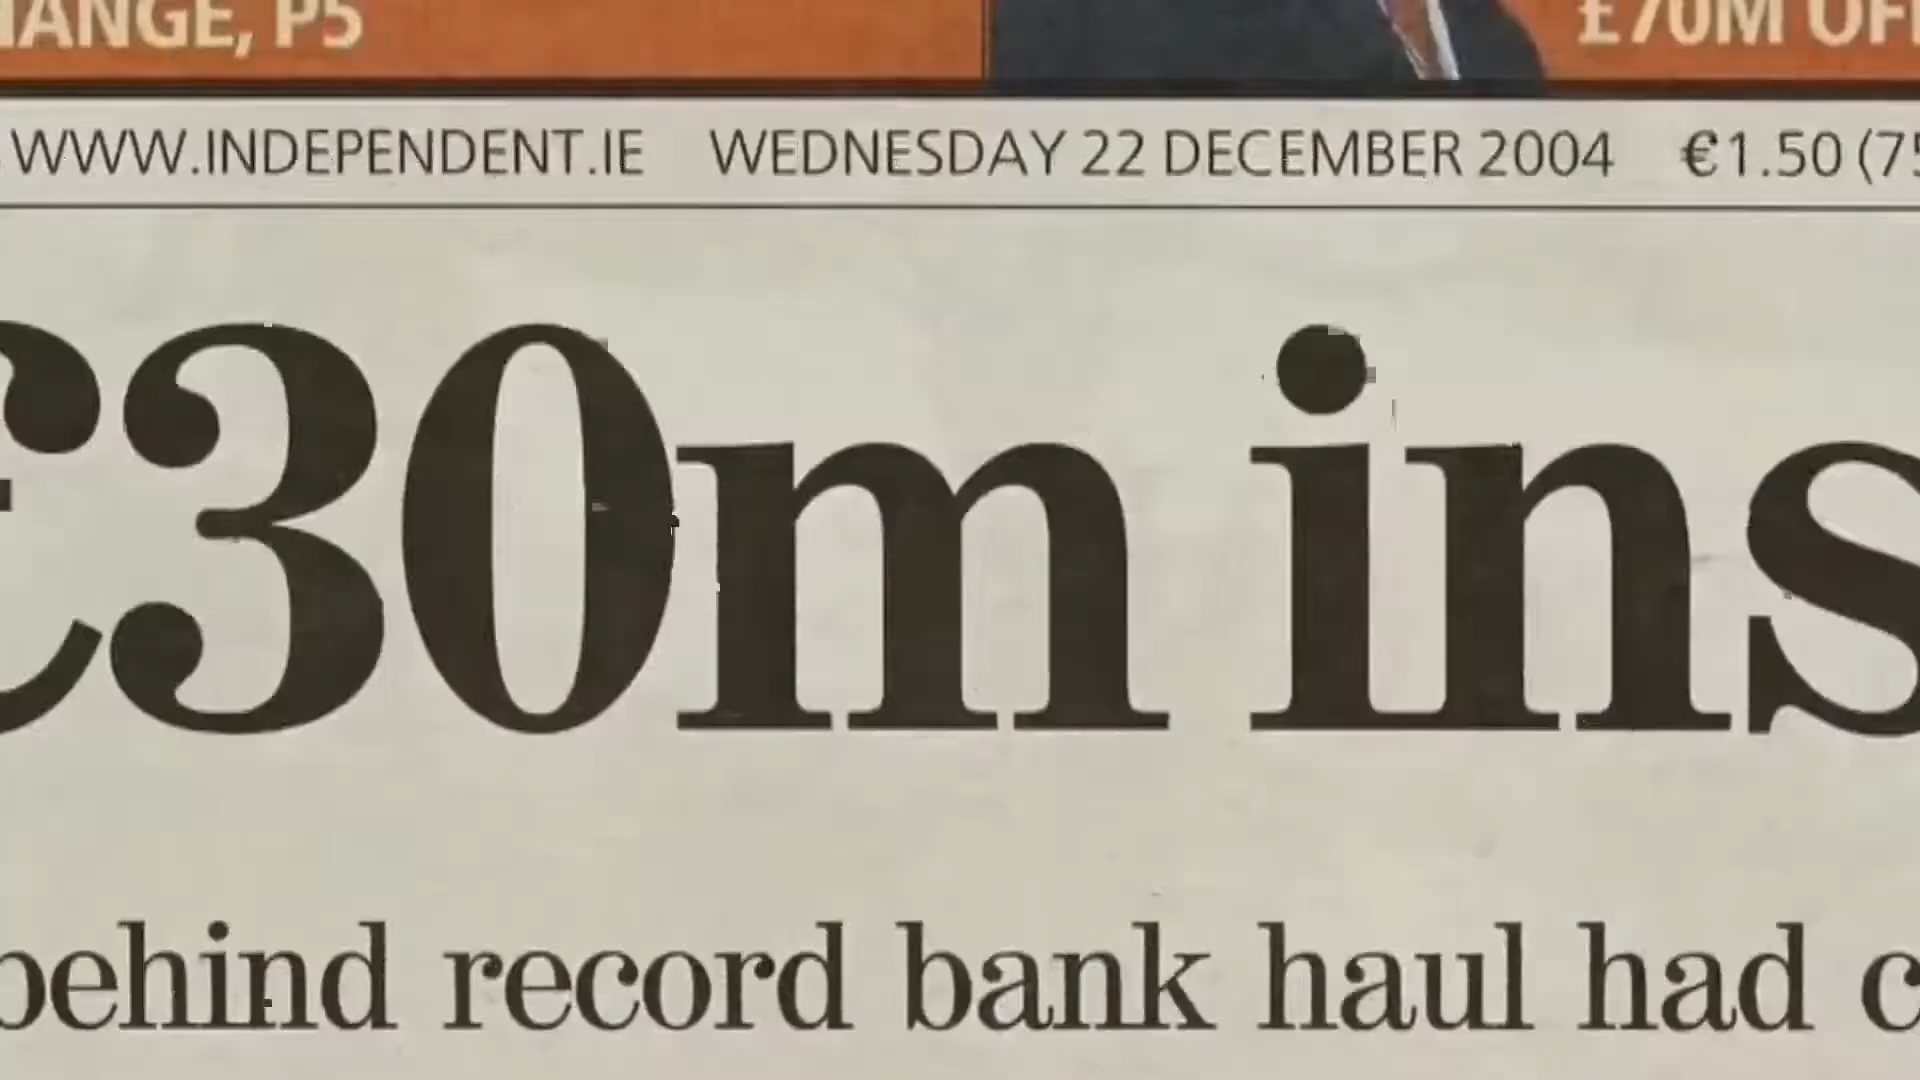 HANGE, P5 £70M OF
WWW.INDEPENDENT.IE WEDNESDAY 22 DECEMBER 2004 €1.50 (75
£30m ins
behind record bank haul had c